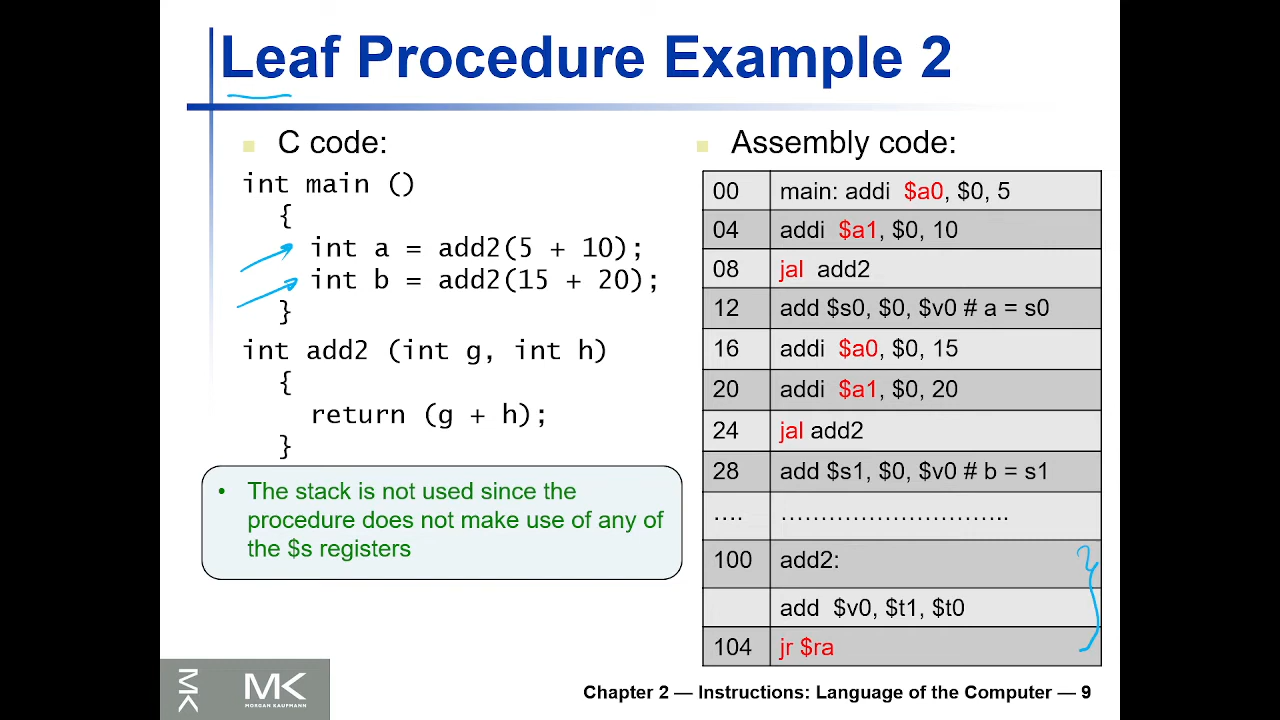 Leaf Procedure Example 2
C code:
int main ()
{
int a = add2(5 + 10);
int b = add2(15 + 20);
}
int add2 (int g, int h)
{
return (g + h);
}
• The stack is not used since the
procedure does not make use of any of
the $s registers
Assembly code:
00 main: addi $a0, $0, 5
04 addi $a1, $0, 10
08 jal add2
12 add $s0, $0, $v0 # a = s0
16 addi $a0, $0, 15
20 addi $a1, $0, 20
24 jal add2
28 add $s1, $0, $v0 # b = s1
.... ................................
100 add2:
add $v0, $t1, $t0
104 jr $ra
MK
MK
MORGAN KAUFMANN
Chapter 2 — Instructions: Language of the Computer — 9